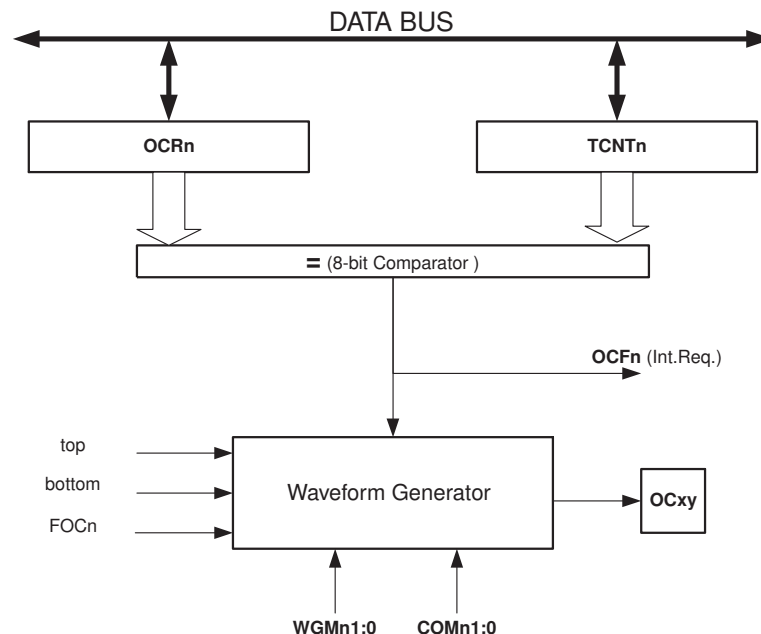 DATA BUS
OCRn
TCNTn
= (8-bit Comparator )
OCFn (Int.Req.)
top
bottom
FOCn
Waveform Generator
OCxy
WGMn1:0
COMn1:0